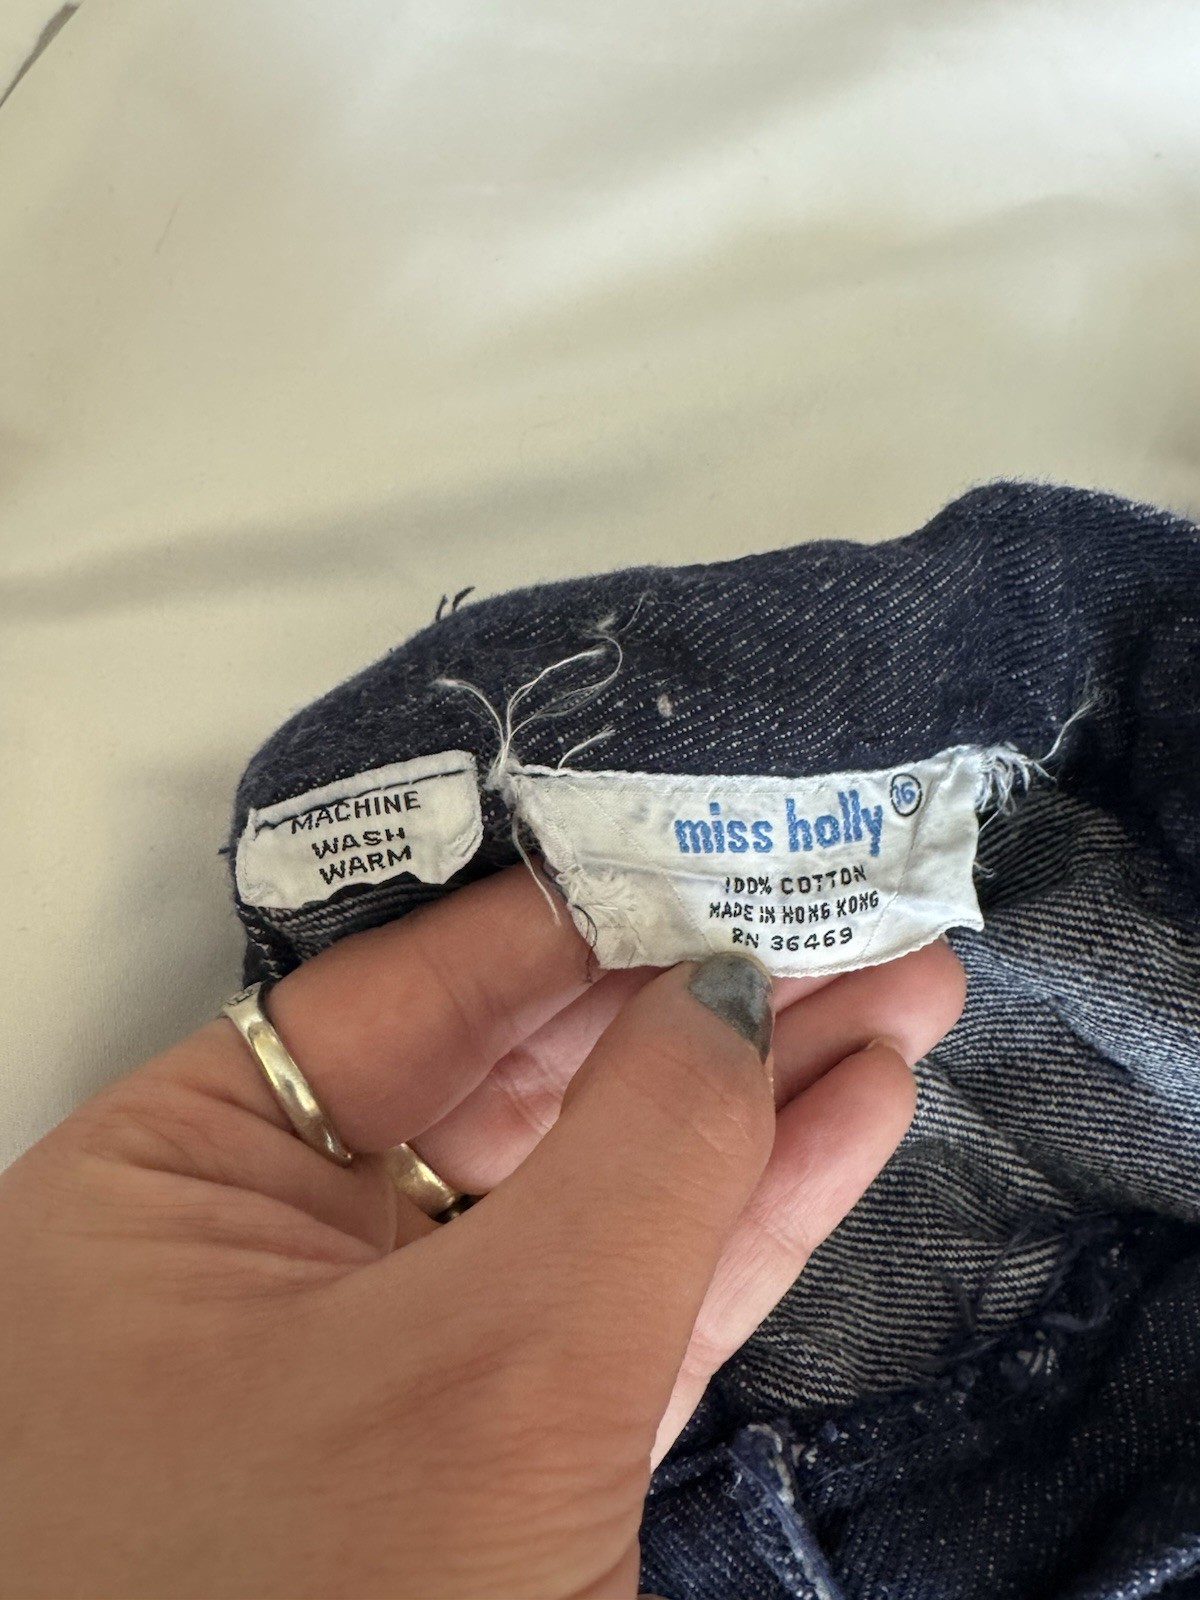 MACHINE
WASH
WARM
miss holly 16
100% COTTON
MADE IN HONG KONG
RN 36469